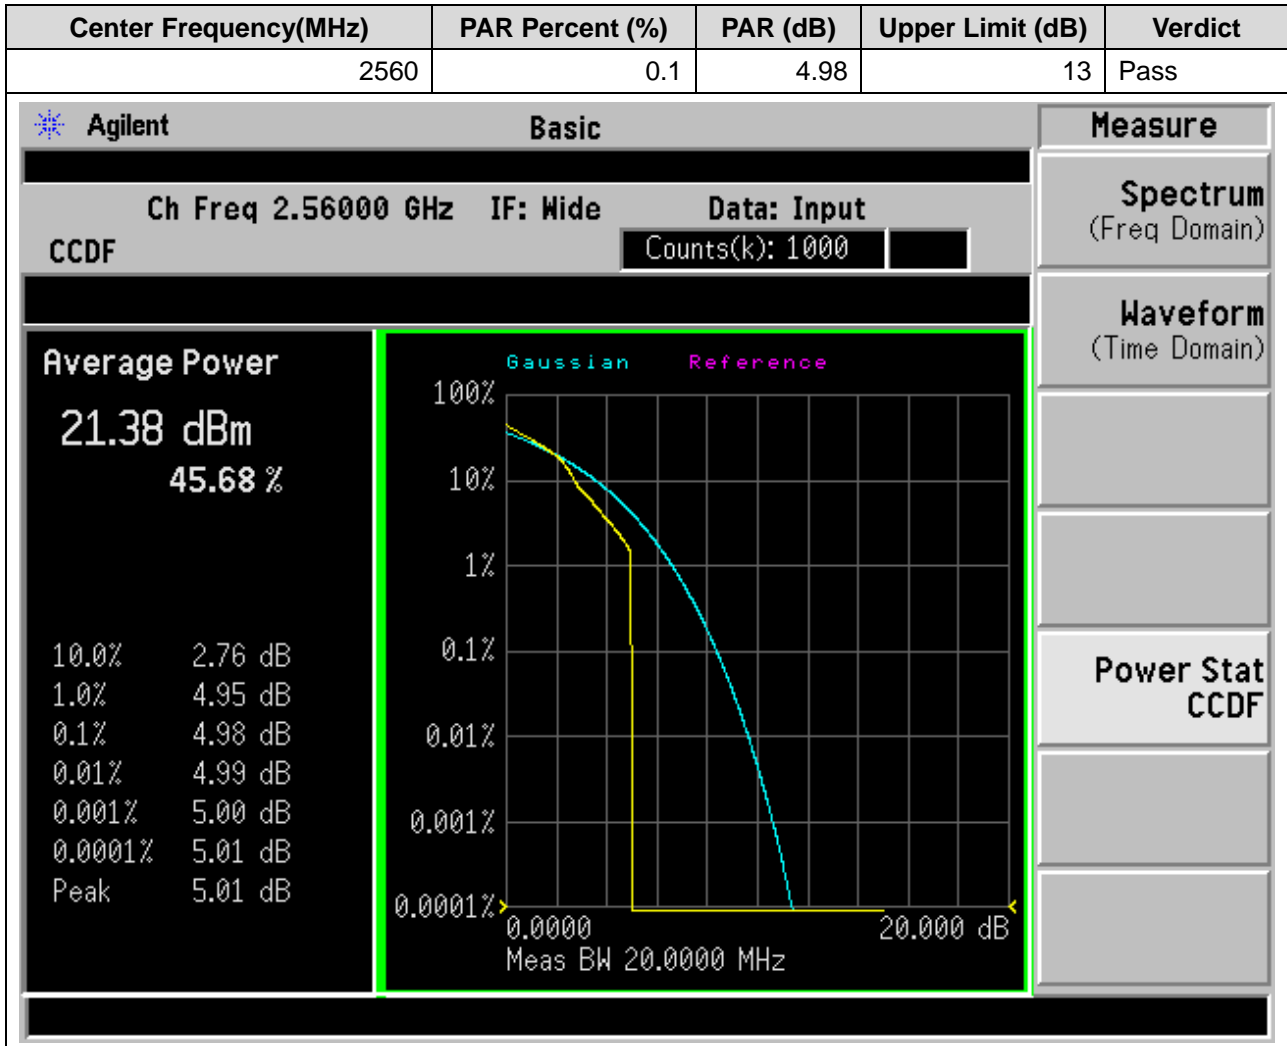 Center Frequency(MHz) PAR Percent (%) PAR (dB) Upper Limit (dB) Verdict
2560 0.1 4.98 13 Pass
Agilent Basic Measure
Ch Freq 2.56000 GHz IF: Wide Data: Input
CCDF Counts(k): 1000
Spectrum
(Freq Domain)
Waveform
(Time Domain)
Power Stat
CCDF
Average Power
21.38 dBm
45.68 %
10.0% 2.76 dB
1.0% 4.95 dB
0.1% 4.98 dB
0.01% 4.99 dB
0.001% 5.00 dB
0.0001% 5.01 dB
Peak 5.01 dB
Gaussian Reference
100%
10%
1%
0.1%
0.01%
0.001%
0.0001%
0.0000 20.000 dB
Meas BW 20.0000 MHz